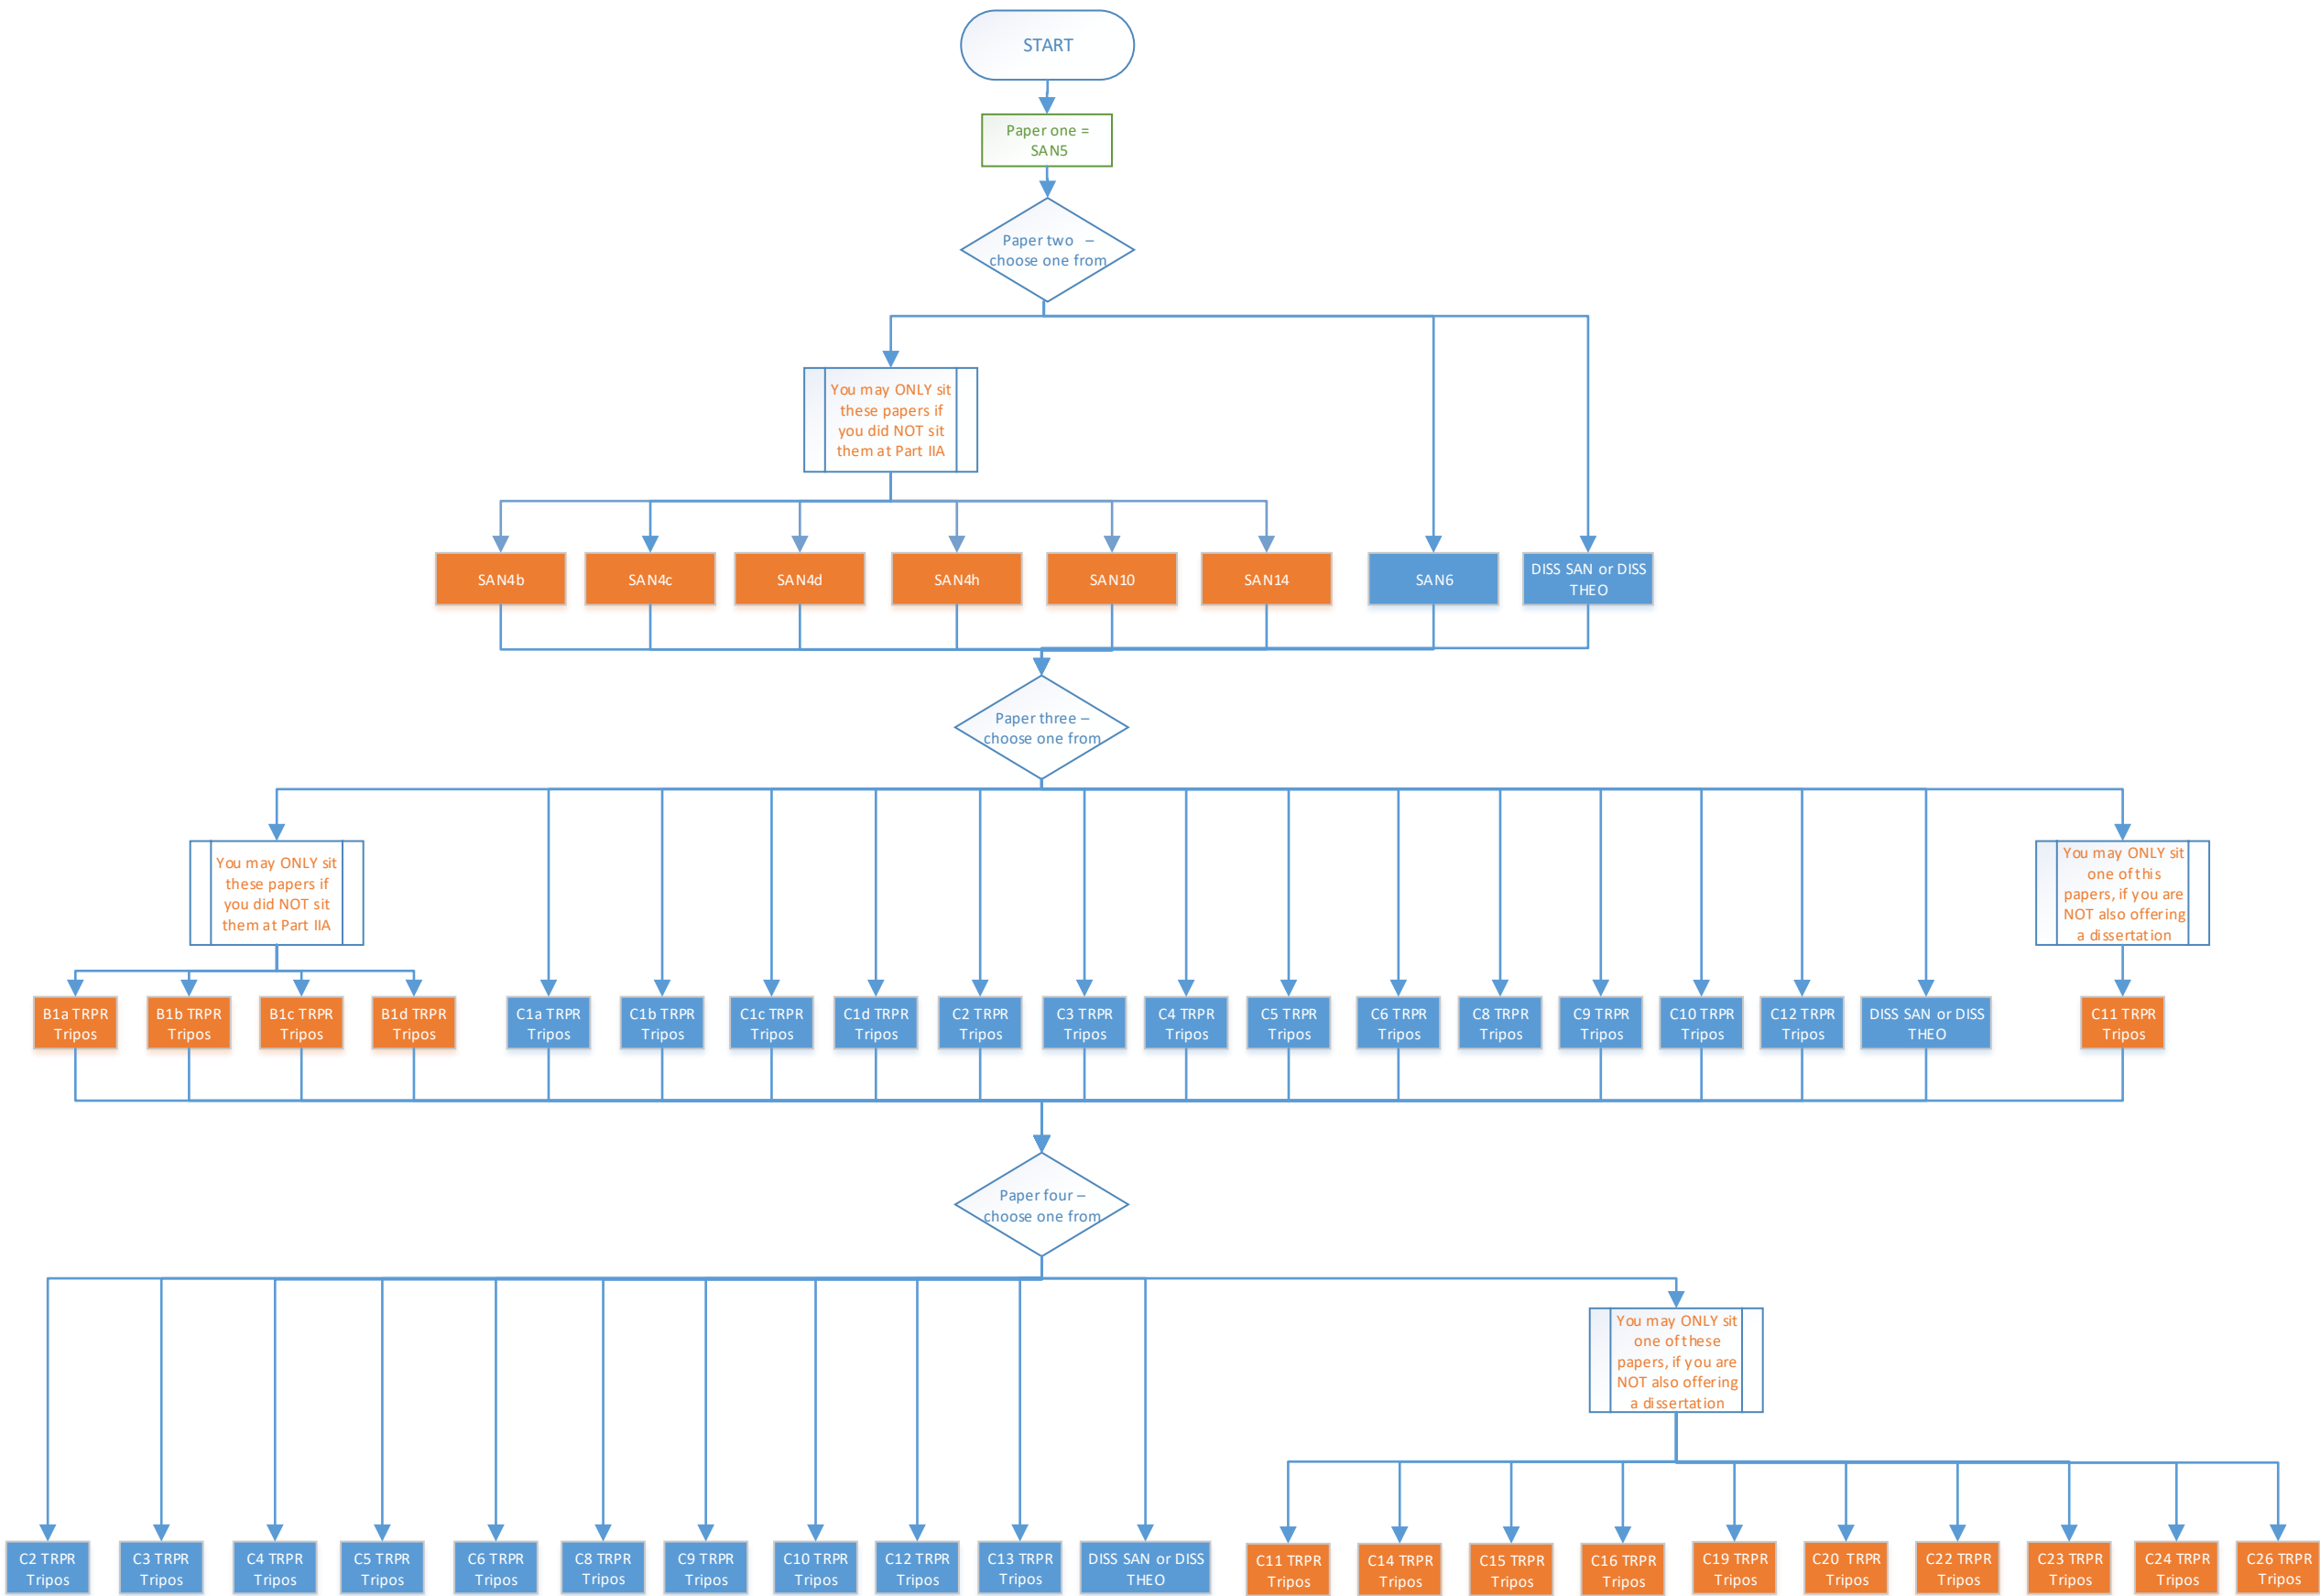 START
Paper one =
SAN5
Paper two –
choose one from
You may ONLY sit
these papers if
you did NOT sit
them at Part IIA
SAN4b
SAN4c
SAN4d
SAN4h
SAN10
SAN14
SAN6
DISS SAN or DISS
THEO
Paper three –
choose one from
You may ONLY sit
these papers if
you did NOT sit
them at Part IIA
You may ONLY sit
one of this
papers, if you are
NOT also offering
a dissertation
B1a TRPR
Tripos
B1b TRPR
Tripos
B1c TRPR
Tripos
B1d TRPR
Tripos
C1a TRPR
Tripos
C1b TRPR
Tripos
C1c TRPR
Tripos
C1d TRPR
Tripos
C2 TRPR
Tripos
C3 TRPR
Tripos
C4 TRPR
Tripos
C5 TRPR
Tripos
C6 TRPR
Tripos
C8 TRPR
Tripos
C9 TRPR
Tripos
C10 TRPR
Tripos
C12 TRPR
Tripos
DISS SAN or DISS
THEO
C11 TRPR
Tripos
Paper four –
choose one from
You may ONLY sit
one of these
papers, if you are
NOT also offering
a dissertation
C2 TRPR
Tripos
C3 TRPR
Tripos
C4 TRPR
Tripos
C5 TRPR
Tripos
C6 TRPR
Tripos
C8 TRPR
Tripos
C9 TRPR
Tripos
C10 TRPR
Tripos
C12 TRPR
Tripos
C13 TRPR
Tripos
DISS SAN or DISS
THEO
C11 TRPR
Tripos
C14 TRPR
Tripos
C15 TRPR
Tripos
C16 TRPR
Tripos
C19 TRPR
Tripos
C20 TRPR
Tripos
C22 TRPR
Tripos
C23 TRPR
Tripos
C24 TRPR
Tripos
C26 TRPR
Tripos